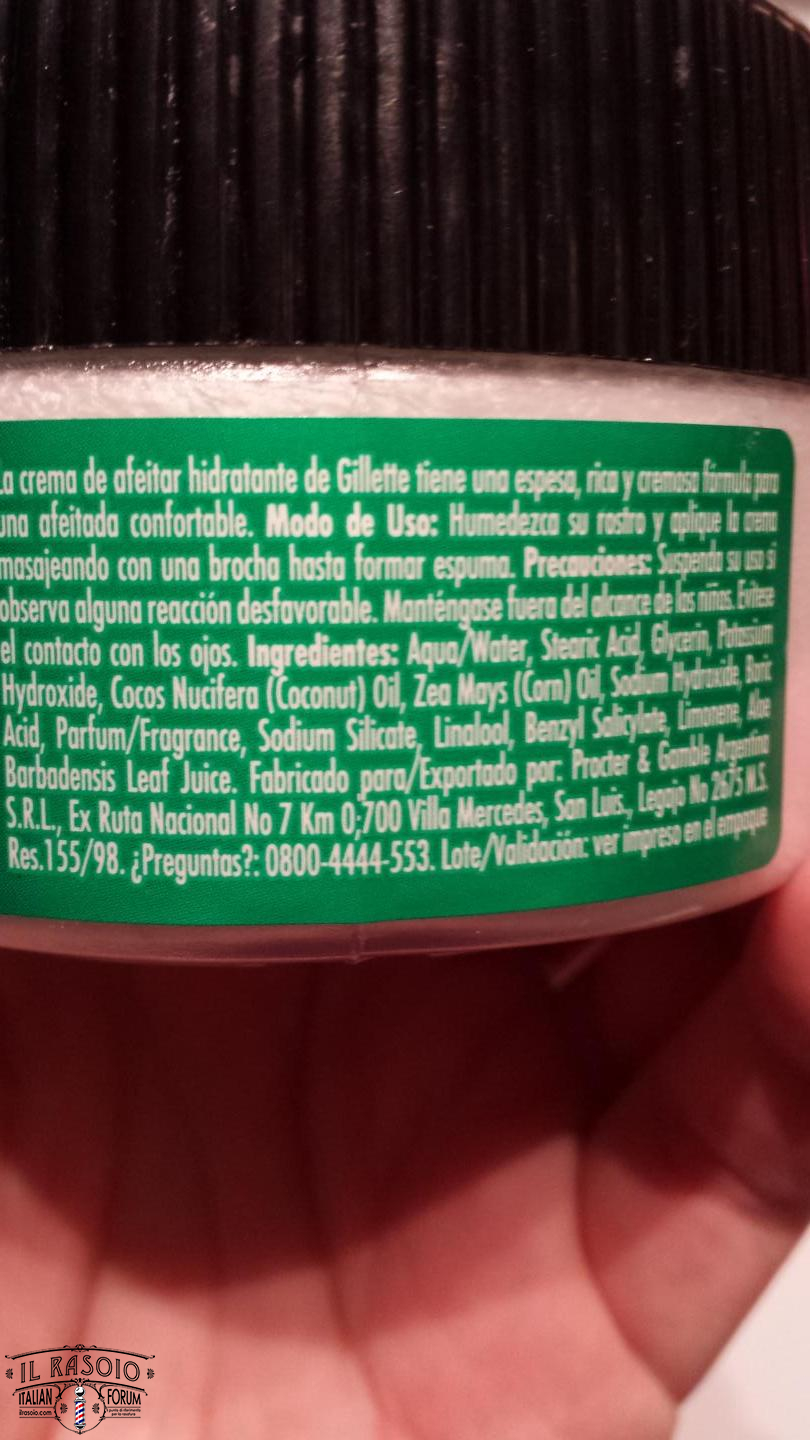 La crema de afeitar hidratante de Gillette tiene una espesa, rica y cremosa fórmula para
una afeitada confortable. Modo de Uso: Humedezca su rostro y aplique la crema
masajeando con una brocha hasta formar espuma. Precauciones: Suspenda su uso si
observa alguna reacción desfavorable. Manténgase fuera del alcance de los niños. Evítese
el contacto con los ojos. Ingredientes: Aqua/Water, Stearic Acid, Glycerin, Potassium
Hydroxide, Cocos Nucifera (Coconut) Oil, Zea Mays (Corn) Oil, Sodium Hydroxide, Boric
Acid, Parfum/Fragrance, Sodium Silicate, Linalool, Benzyl Salicylate, Limonene, Aloe
Barbadensis Leaf Juice. Fabricado para/Exportado por: Procter & Gamble Argentina
S.R.L., Ex Ruta Nacional No 7 Km 0;700 Villa Mercedes, San Luis., Legajo No 2675 M.S.
Res.155/98. ¿Preguntas?: 0800-4444-553. Lote/Validación: ver impreso en el empaque
IL RASOIO
ITALIAN FORUM
ilrasoio.com